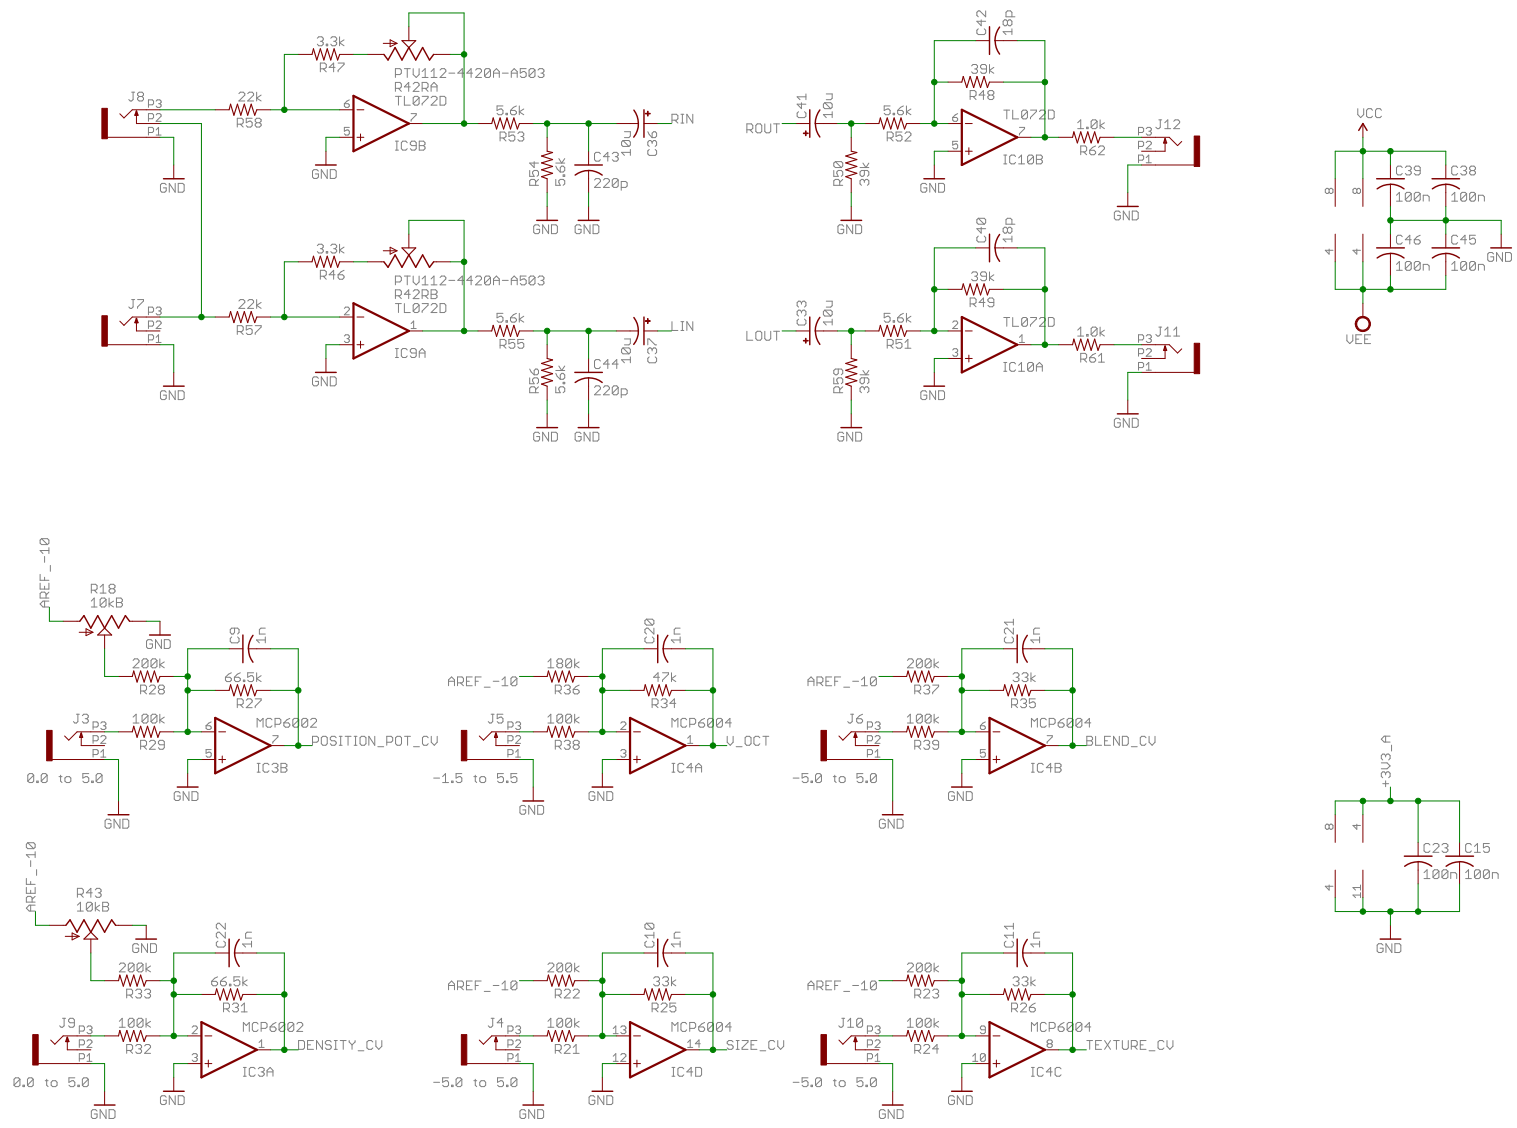 J8
P3
P2
P1
GND
22k
R58
3.3k
R47
PTV112-4420A-A503
R42RA
TL072D
6
5
7
IC9B
GND
5.6k
R53
R54
5.6k
GND
C43
220p
GND
10u
C36
RIN
J7
P3
P2
P1
GND
22k
R57
3.3k
R46
PTV112-4420A-A503
R42RB
TL072D
2
3
1
IC9A
GND
5.6k
R55
R56
5.6k
GND
C44
220p
GND
10u
C37
LIN
ROUT
C41
10u
R50
39k
GND
5.6k
R52
C42
18p
39k
R48
TL072D
6
5
7
IC10B
GND
1.0k
R62
J12
P3
P2
P1
GND
LOUT
C33
10u
R59
39k
GND
5.6k
R51
C40
18p
39k
R49
TL072D
2
3
1
IC10A
GND
1.0k
R61
J11
P3
P2
P1
GND
VCC
8
8
C39
100n
C38
100n
4
4
C46
100n
C45
100n
GND
VEE
AREF_-10
R18
10kB
GND
200k
R28
C9
1n
66.5k
R27
J3
P3
P2
P1
100k
R29
MCP6002
6
5
7
IC3B
POSITION_POT_CV
0.0 to 5.0
GND
GND
AREF_-10
180k
R36
C20
1n
47k
R34
J5
P3
P2
P1
100k
R38
MCP6004
2
3
1
IC4A
V_OCT
-1.5 to 5.5
GND
GND
AREF_-10
200k
R37
C21
1n
33k
R35
J6
P3
P2
P1
100k
R39
MCP6004
6
5
7
IC4B
BLEND_CV
-5.0 to 5.0
GND
GND
+3V3_A
8
4
4
11
C23
100n
C15
100n
GND
AREF_-10
R43
10kB
GND
200k
R33
C22
1n
66.5k
R31
J9
P3
P2
P1
100k
R32
MCP6002
2
3
1
IC3A
DENSITY_CV
0.0 to 5.0
GND
GND
AREF_-10
200k
R22
C10
1n
33k
R25
J4
P3
P2
P1
100k
R21
MCP6004
13
12
14
IC4D
SIZE_CV
-5.0 to 5.0
GND
GND
AREF_-10
200k
R23
C11
1n
33k
R26
J10
P3
P2
P1
100k
R24
MCP6004
9
10
8
IC4C
TEXTURE_CV
-5.0 to 5.0
GND
GND